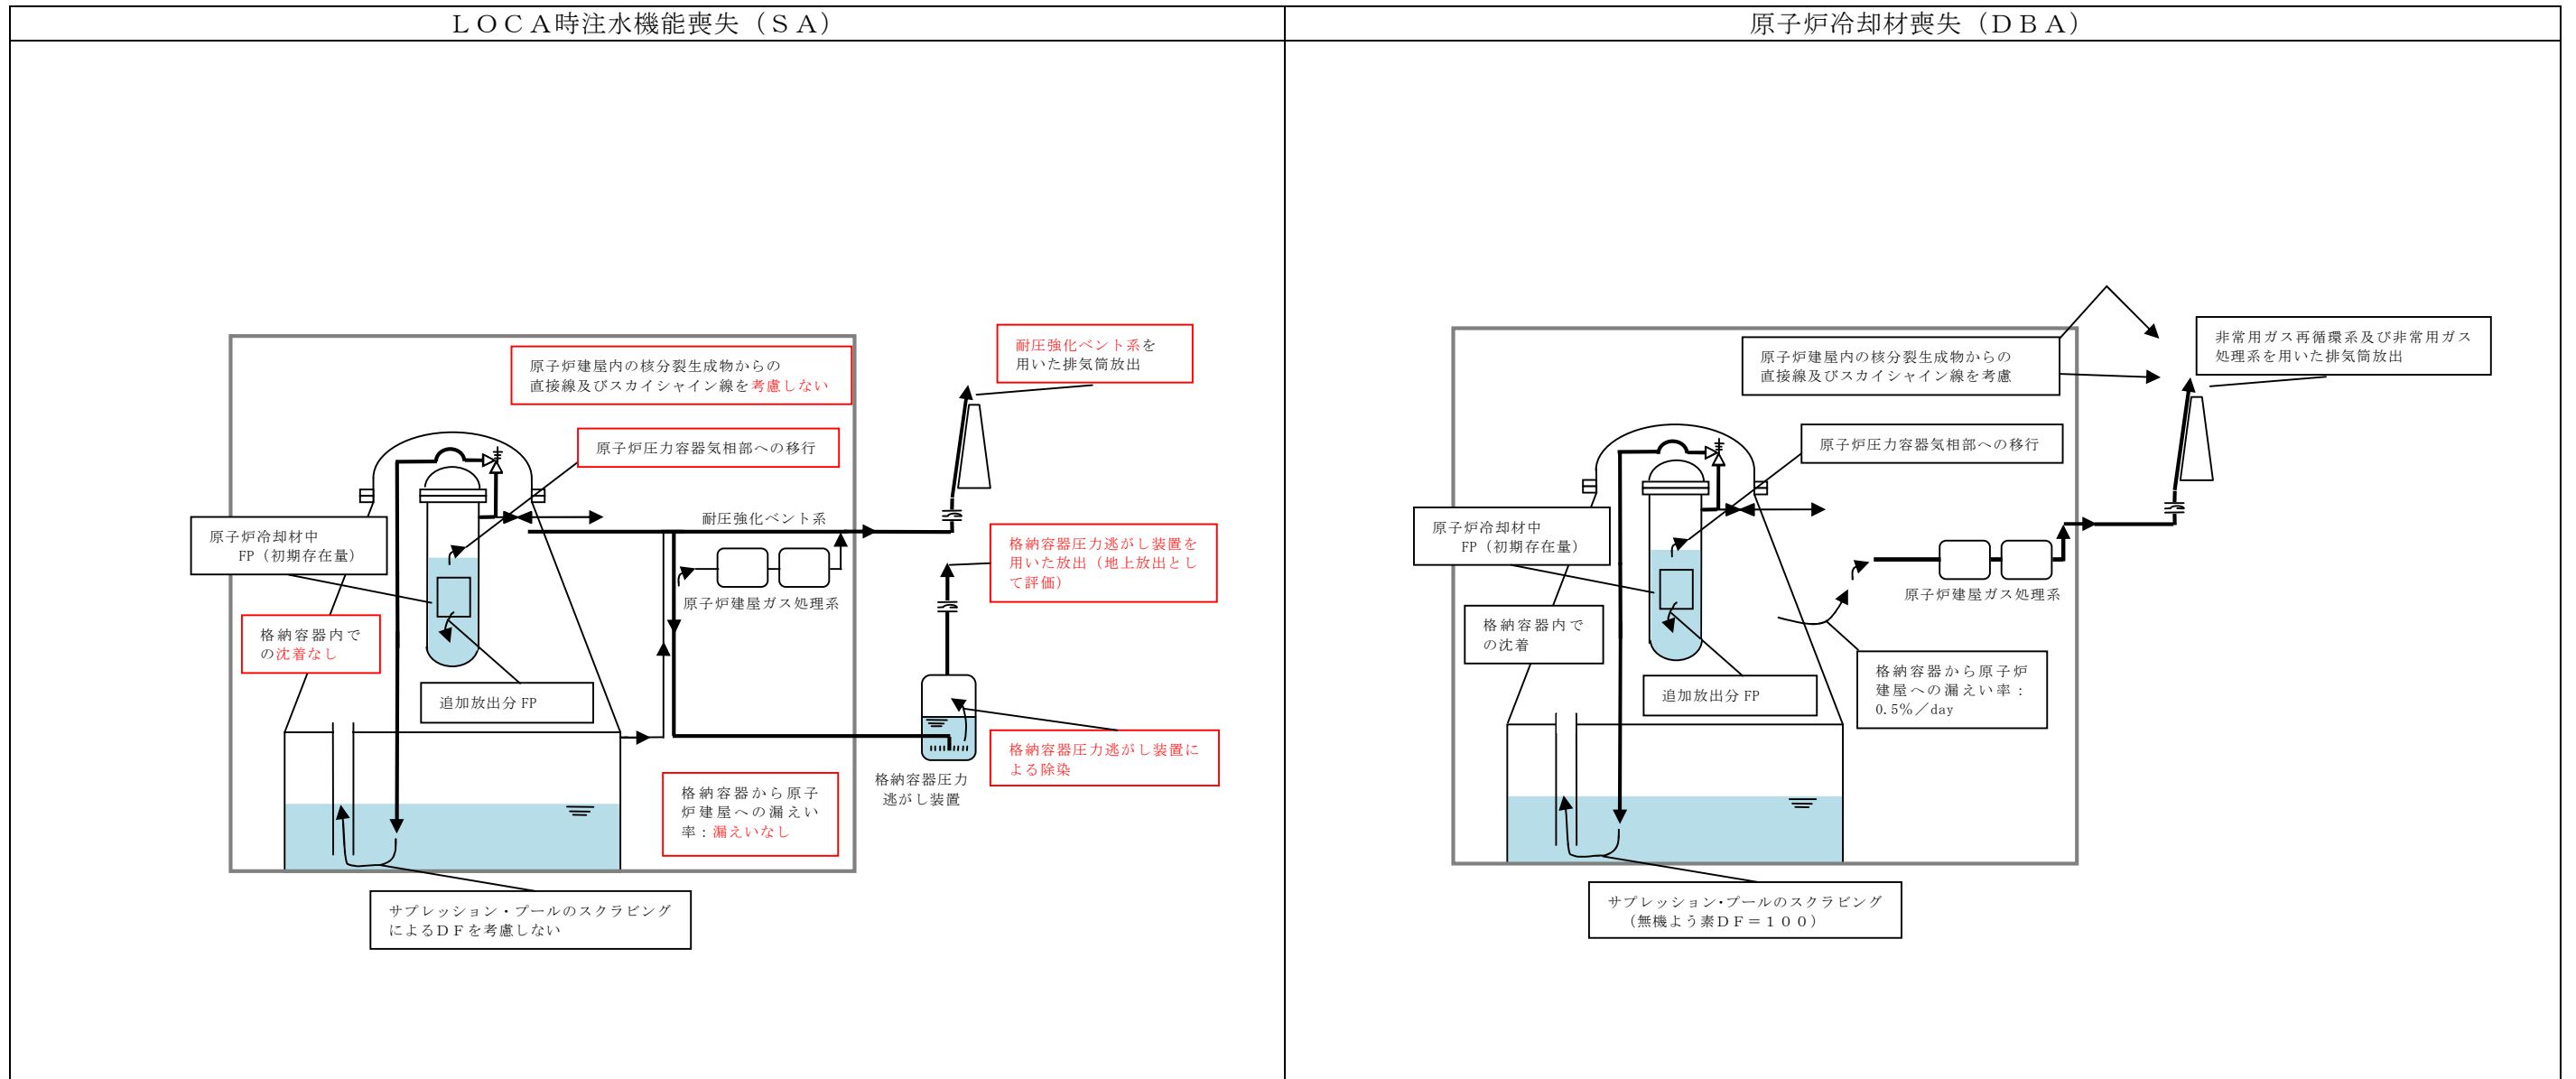 ＬＯＣＡ時注水機能喪失（ＳＡ）
原子炉建屋内の核分裂生成物からの
直接線及びスカイシャイン線を考慮しない
耐圧強化ベント系を
用いた排気筒放出
原子炉圧力容器気相部への移行
耐圧強化ベント系
原子炉冷却材中
FP（初期存在量）
格納容器圧力逃がし装置を
用いた放出（地上放出とし
て評価）
原子炉建屋ガス処理系
格納容器内で
の沈着なし
追加放出分 FP
格納容器圧力逃がし装置に
よる除染
格納容器圧力
逃がし装置
格納容器から原子
炉建屋への漏えい
率：漏えいなし
サプレッション・プールのスクラビング
によるＤＦを考慮しない
原子炉冷却材喪失（ＤＢＡ）
原子炉建屋内の核分裂生成物からの
直接線及びスカイシャイン線を考慮
非常用ガス再循環系及び非常用ガス
処理系を用いた排気筒放出
原子炉圧力容器気相部への移行
原子炉冷却材中
FP（初期存在量）
原子炉建屋ガス処理系
格納容器内で
の沈着
格納容器から原子炉
建屋への漏えい率：
0.5％／day
追加放出分 FP
サプレッション・プールのスクラビング
（無機よう素ＤＦ＝１００）